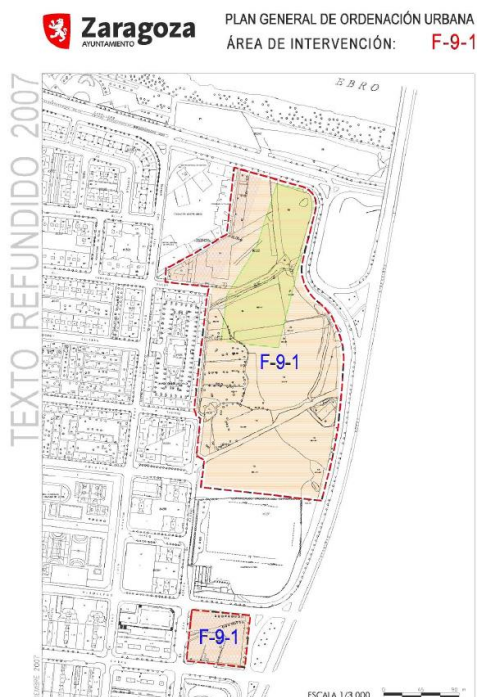 Zaragoza
AYUNTAMIENTO
PLAN GENERAL DE ORDENACIÓN URBANA
ÁREA DE INTERVENCIÓN: F-9-1
TEXTO REFUNDIDO 2007
EBRO
F-9-1
F-9-1
ESCALA 1/3.000